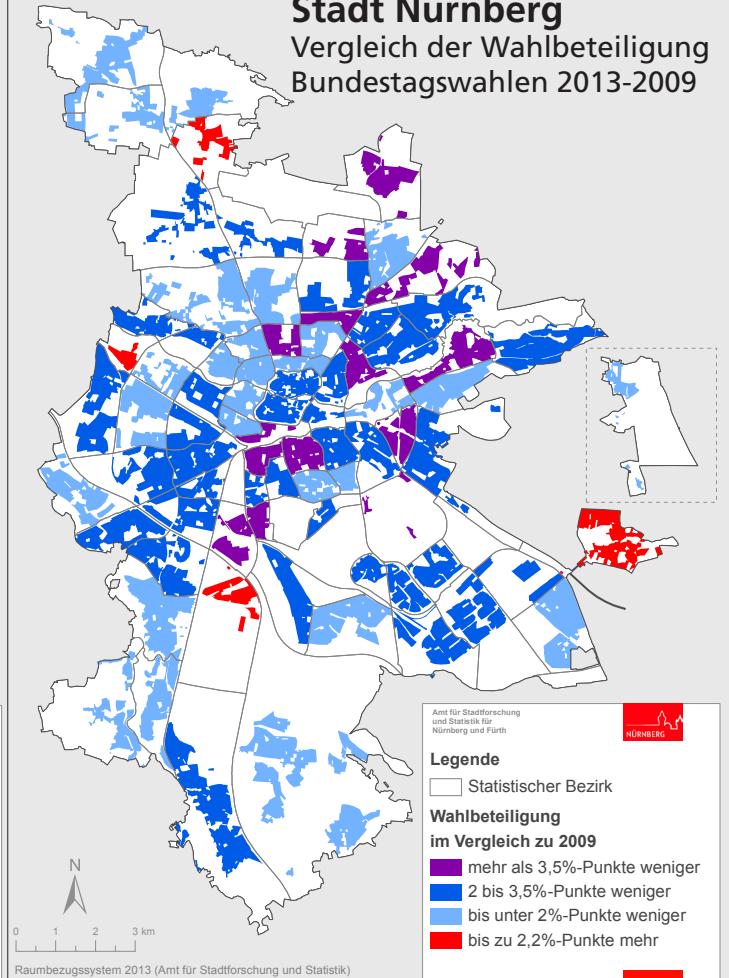 Stadt Nürnberg
Vergleich der Wahlbeteiligung
Bundestagswahlen 2013-2009
Amt für Stadtforschung
und Statistik für
Nürnberg und Fürth
NÜRNBERG
Legende
Statistischer Bezirk
Wahlbeteiligung
im Vergleich zu 2009
mehr als 3,5%-Punkte weniger
2 bis 3,5%-Punkte weniger
bis unter 2%-Punkte weniger
bis zu 2,2%-Punkte mehr
N
0 1 2 3 km
Raumbezugssystem 2013 (Amt für Stadtforschung und Statistik)